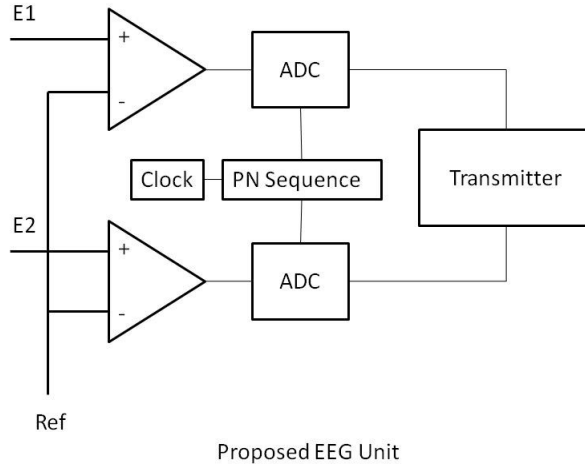 E1
+
-
ADC
Clock
PN Sequence
Transmitter
E2
+
-
ADC
Ref
Proposed EEG Unit